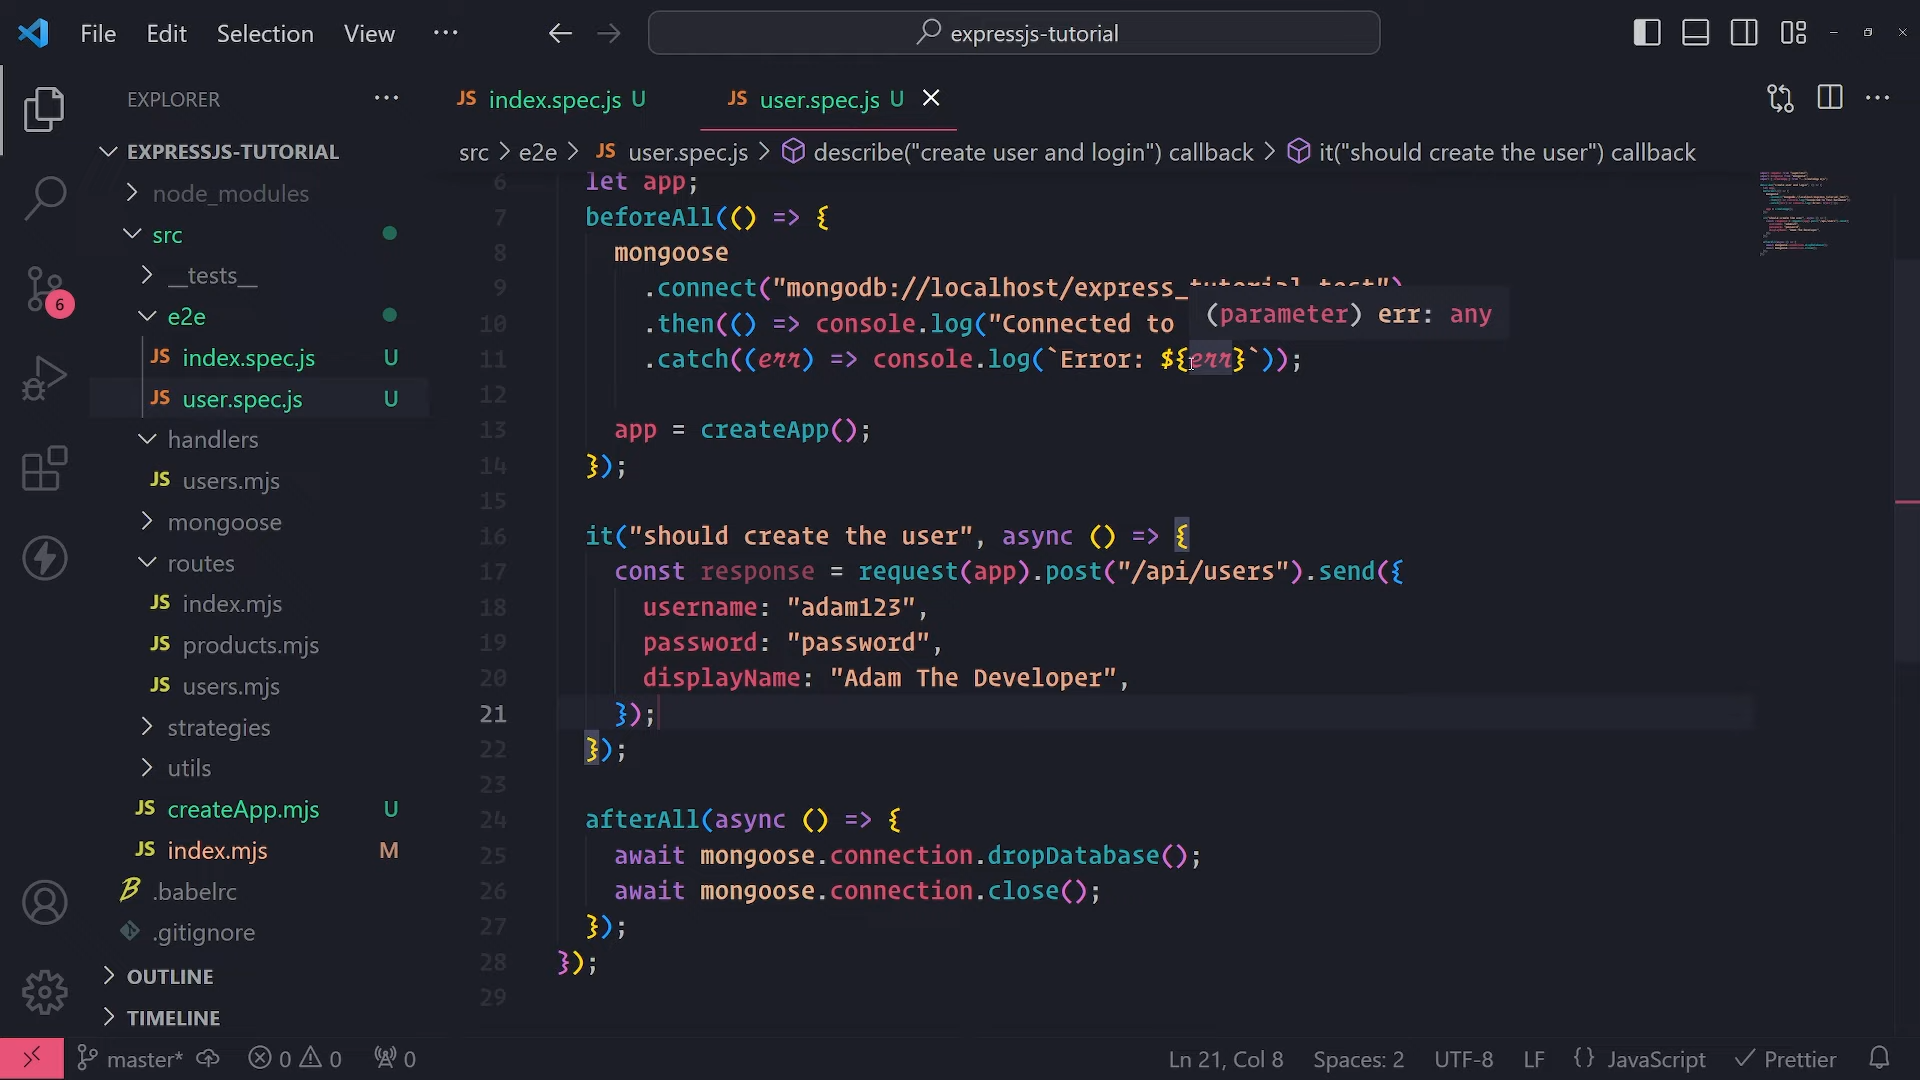 File Edit Selection View ··· expressjs-tutorial
EXPLORER ···
JS index.spec.js U
JS user.spec.js U
src > e2e > JS user.spec.js > describe("create user and login") callback > it("should create the user") callback
EXPRESSJS-TUTORIAL
node_modules
src
__tests__
e2e
JS index.spec.js U
JS user.spec.js U
handlers
JS users.mjs
mongoose
routes
JS index.mjs
JS products.mjs
JS users.mjs
strategies
utils
JS createApp.mjs U
JS index.mjs M
.babelrc
.gitignore
OUTLINE
TIMELINE
6
6 let app;
7 beforeAll(() => {
8 mongoose
9 .connect("mongodb://localhost/express_tutorial_test")
10 .then(() => console.log("Connected to
(parameter) err: any
11 .catch((err) => console.log(`Error: ${err}`));
12
13 app = createApp();
14 });
15
16 it("should create the user", async () => {
17 const response = request(app).post("/api/users").send({
18 username: "adam123",
19 password: "password",
20 displayName: "Adam The Developer",
21 });
22 });
23
24 afterAll(async () => {
25 await mongoose.connection.dropDatabase();
26 await mongoose.connection.close();
27 });
28 });
29
master* 0 0 0 Ln 21, Col 8 Spaces: 2 UTF-8 LF {} JavaScript Prettier